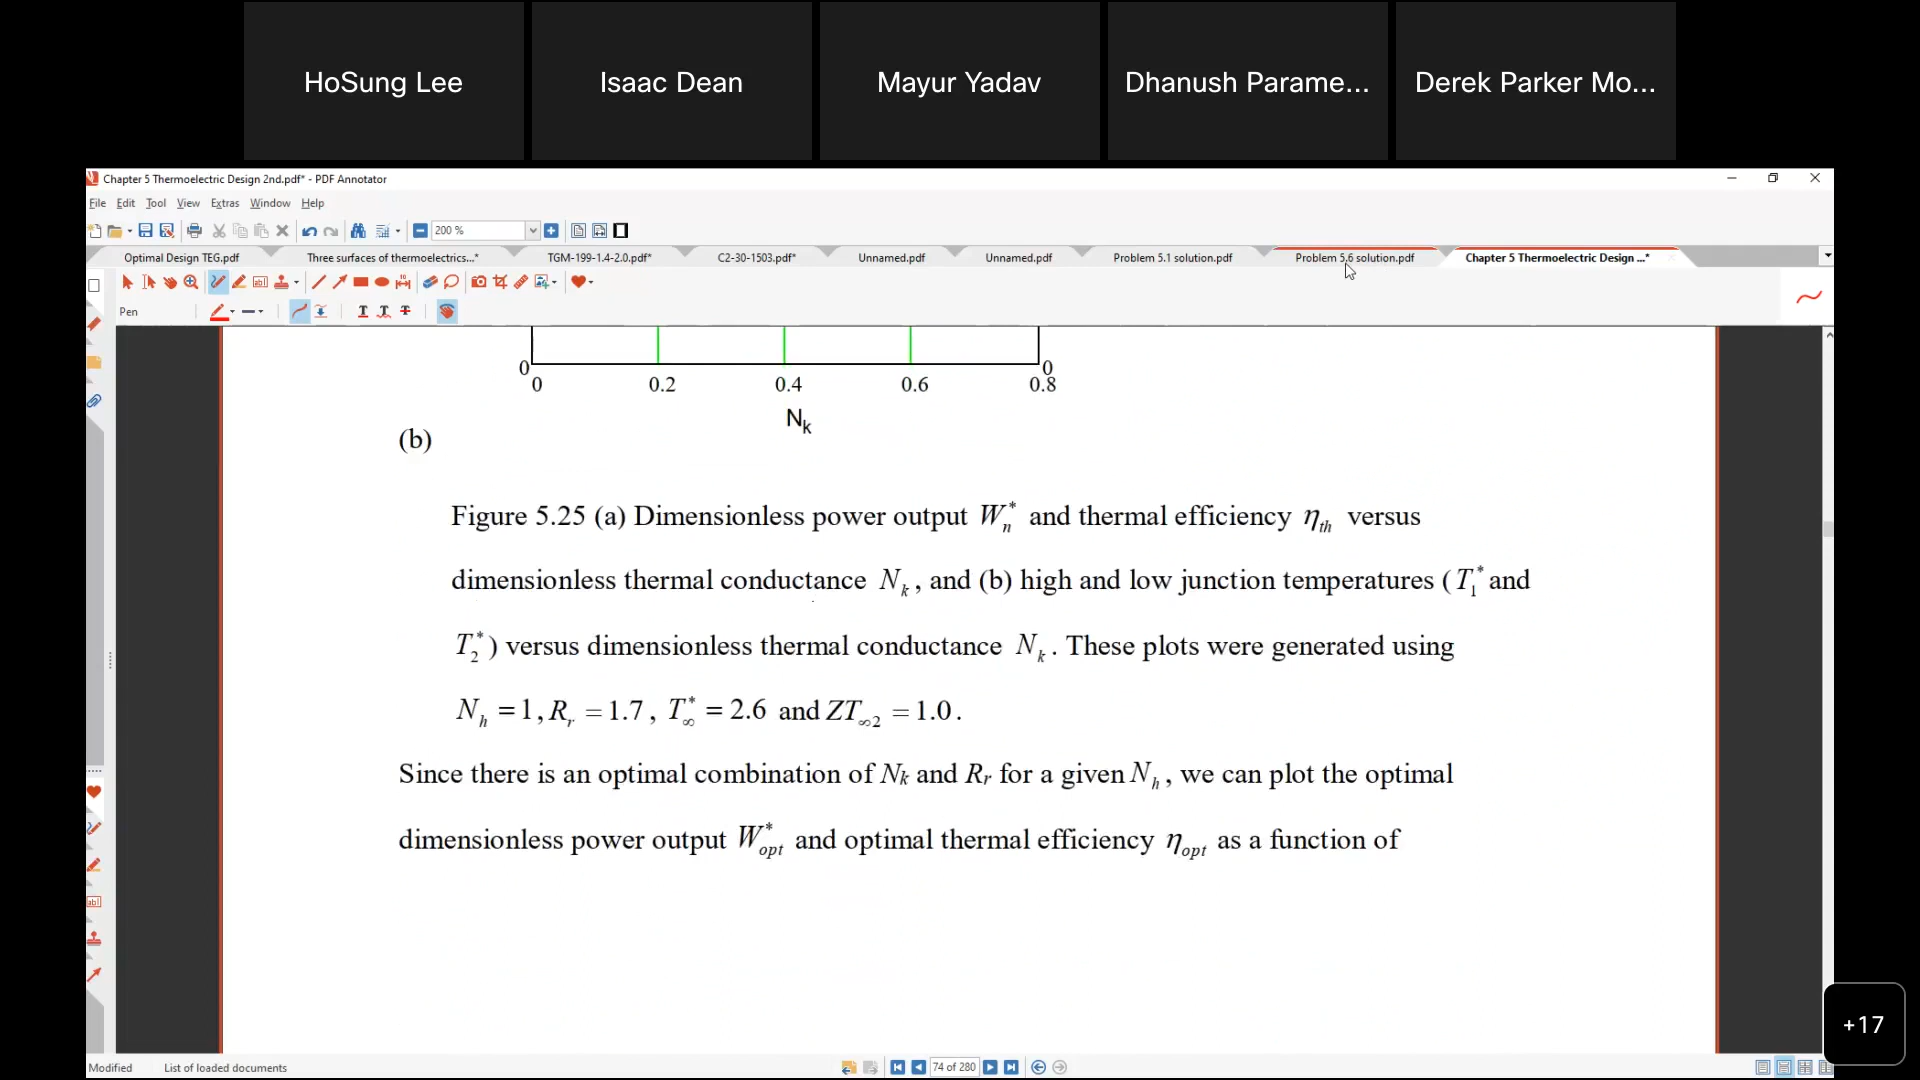 HoSung Lee
Isaac Dean
Mayur Yadav
Dhanush Parame...
Derek Parker Mo...
Chapter 5 Thermoelectric Design 2nd.pdf* - PDF Annotator
File Edit Tool View Extras Window Help
200 %
Optimal Design TEG.pdf
Three surfaces of thermoelectrics...*
TGM-199-1.4-2.0.pdf*
C2-30-1503.pdf*
Unnamed.pdf
Unnamed.pdf
Problem 5.1 solution.pdf
Problem 5.6 solution.pdf
Chapter 5 Thermoelectric Design ...*
Pen
0 0
0 0.2 0.4 0.6 0.8
N_k
(b)
Figure 5.25 (a) Dimensionless power output W_n^* and thermal efficiency η_th versus
dimensionless thermal conductance N_k, and (b) high and low junction temperatures (T_1^* and
T_2^*) versus dimensionless thermal conductance N_k. These plots were generated using
N_h = 1, R_r = 1.7, T_∞^* = 2.6 and ZT_∞2 = 1.0.
Since there is an optimal combination of Nk and Rr for a given N_h, we can plot the optimal
dimensionless power output W_opt^* and optimal thermal efficiency η_opt as a function of
+17
Modified
List of loaded documents
74 of 280